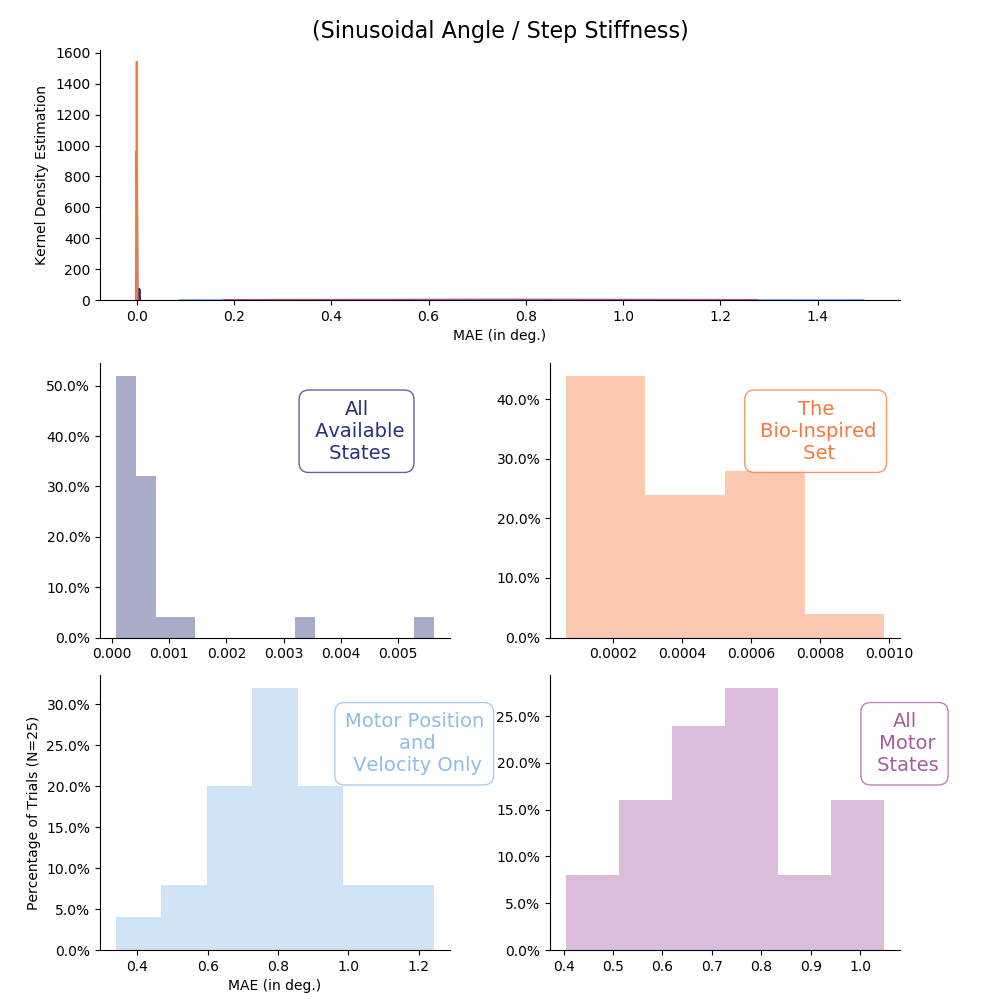 (Sinusoidal Angle / Step Stiffness)
Kernel Density Estimation
1600
1400
1200
1000
800
600
400
200
0
0.0 0.2 0.4 0.6 0.8 1.0 1.2 1.4
MAE (in deg.)
50.0%
40.0%
30.0%
20.0%
10.0%
0.0%
0.000 0.001 0.002 0.003 0.004 0.005
All
Available
States
40.0%
30.0%
20.0%
10.0%
0.0%
0.0002 0.0004 0.0006 0.0008 0.0010
The
Bio-Inspired
Set
Percentage of Trials (N=25)
30.0%
25.0%
20.0%
15.0%
10.0%
5.0%
0.0%
0.4 0.6 0.8 1.0 1.2
MAE (in deg.)
Motor Position
and
Velocity Only
25.0%
20.0%
15.0%
10.0%
5.0%
0.0%
0.4 0.5 0.6 0.7 0.8 0.9 1.0
All
Motor
States